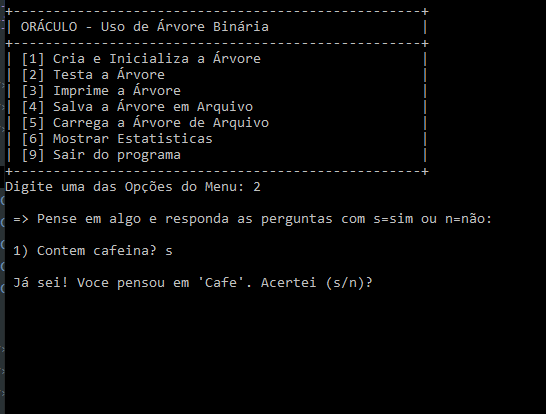 +---------------------------------------------------+
| ORÁCULO - Uso de Árvore Binária                   |
+---------------------------------------------------+
| [1] Cria e Inicializa a Árvore                    |
| [2] Testa a Árvore                                |
| [3] Imprime a Árvore                              |
| [4] Salva a Árvore em Arquivo                     |
| [5] Carrega a Árvore de Arquivo                   |
| [6] Mostrar Estatisticas                          |
| [9] Sair do programa                              |
+---------------------------------------------------+
Digite uma das Opções do Menu: 2
=> Pense em algo e responda as perguntas com s=sim ou n=não:
1) Contem cafeina? s
Já sei! Voce pensou em 'Cafe'. Acertei (s/n)?